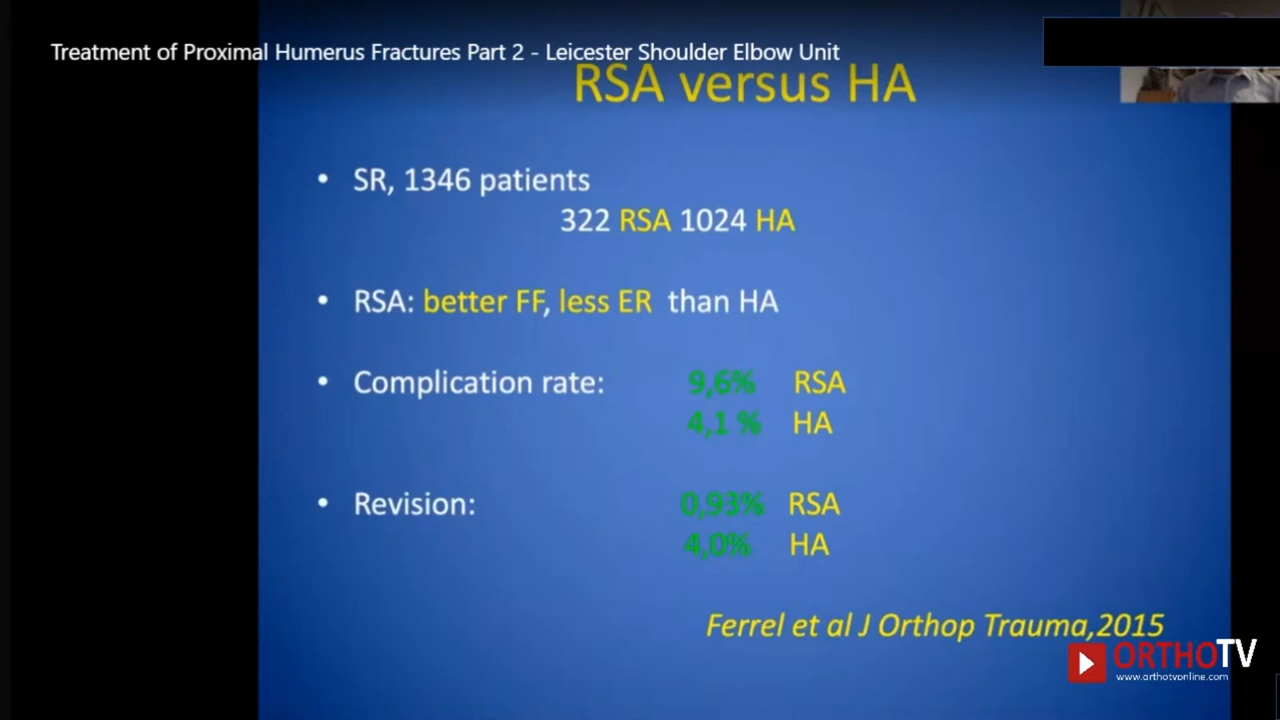 Treatment of Proximal Humerus Fractures Part 2 - Leicester Shoulder Elbow Unit
RSA versus HA
• SR, 1346 patients
322 RSA 1024 HA
• RSA: better FF, less ER than HA
• Complication rate: 9,6% RSA
4,1 % HA
• Revision: 0,93% RSA
4,0% HA
Ferrel et al J Orthop Trauma,2015
ORTHOTV
www.orthotvonline.com